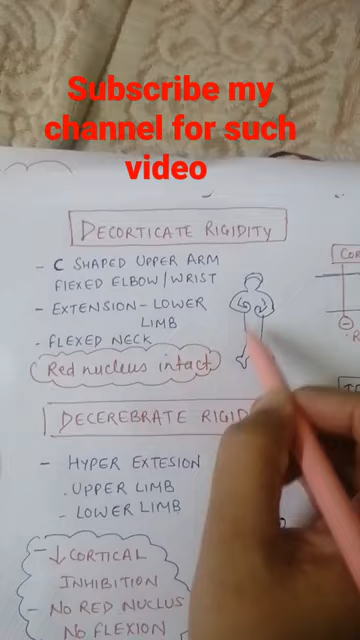 Subscribe my
channel for such
video
DECORTICATE RIGIDITY
- C SHAPED UPPER ARM
FLEXED ELBOW/WRIST
- EXTENSION - LOWER
LIMB
- FLEXED NECK
Red nucleus intact
DECEREBRATE RIGID
- HYPER EXTESION
. UPPER LIMB
- LOWER LIMB
- ↓ CORTICAL
INHIBITION
- NO RED NUCLUS
NO FLEXION
COR